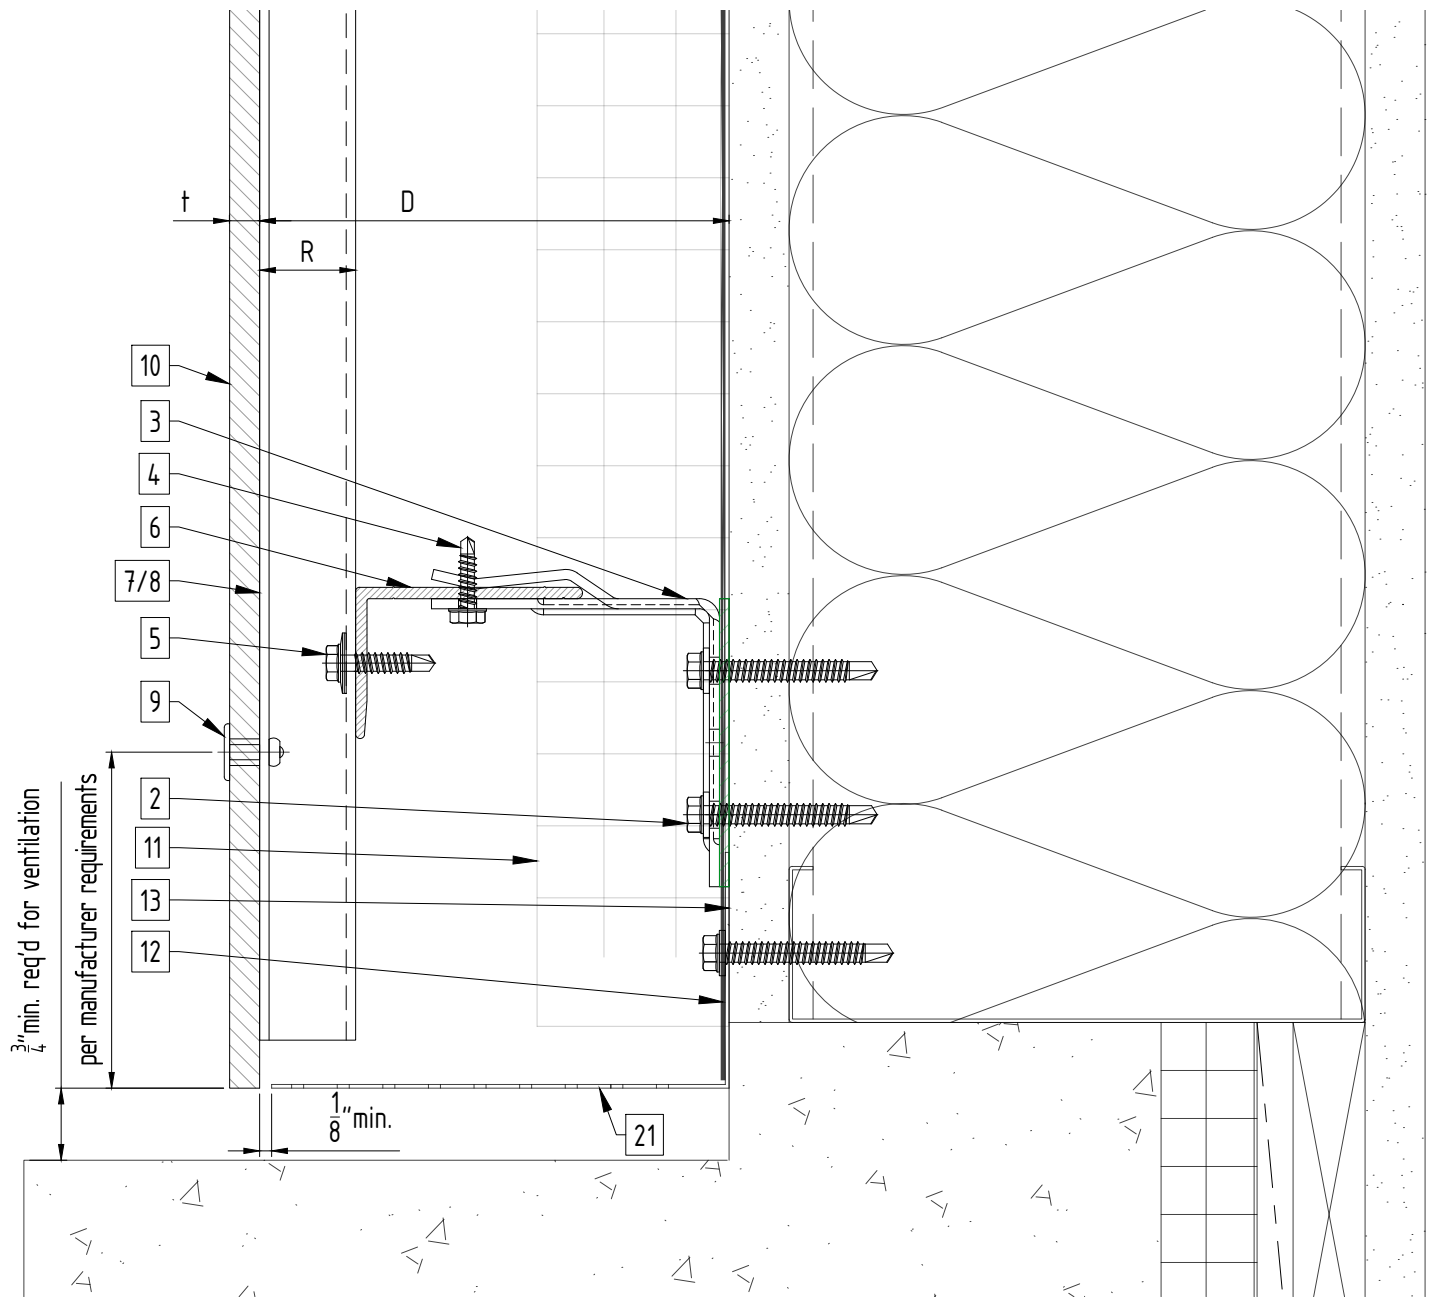 t
D
R
10
3
4
6
7/8
5
9
2
11
13
12
3/4" min. req'd for ventilation
per manufacturer requirements
1/8" min.
21